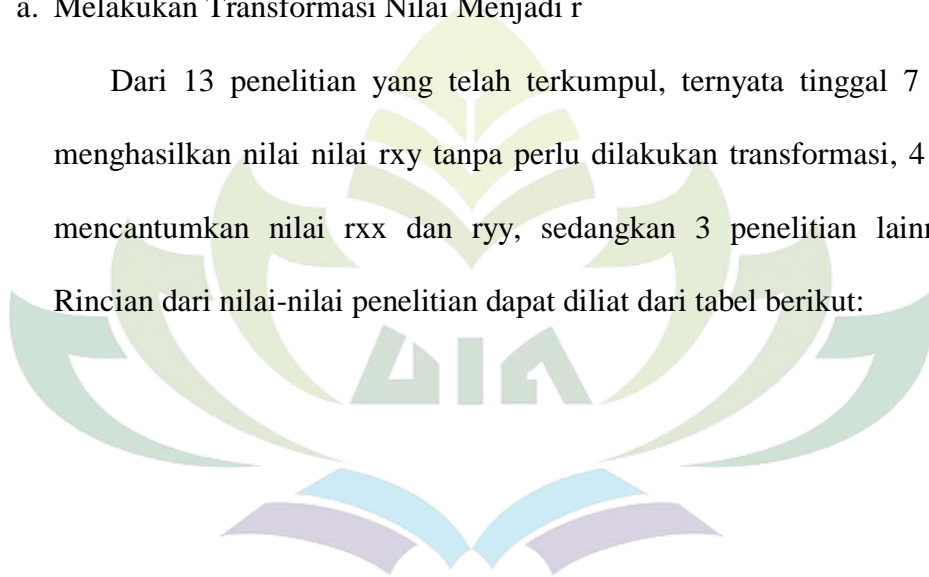 a. Melakukan Transformasi Nilai Menjadi r
Dari 13 penelitian yang telah terkumpul, ternyata tinggal 7
menghasilkan nilai nilai rxy tanpa perlu dilakukan transformasi, 4
mencantumkan nilai rxx dan ryy, sedangkan 3 penelitian
Rincian dari nilai-nilai penelitian dapat diliat dari tabel berikut:
UIN